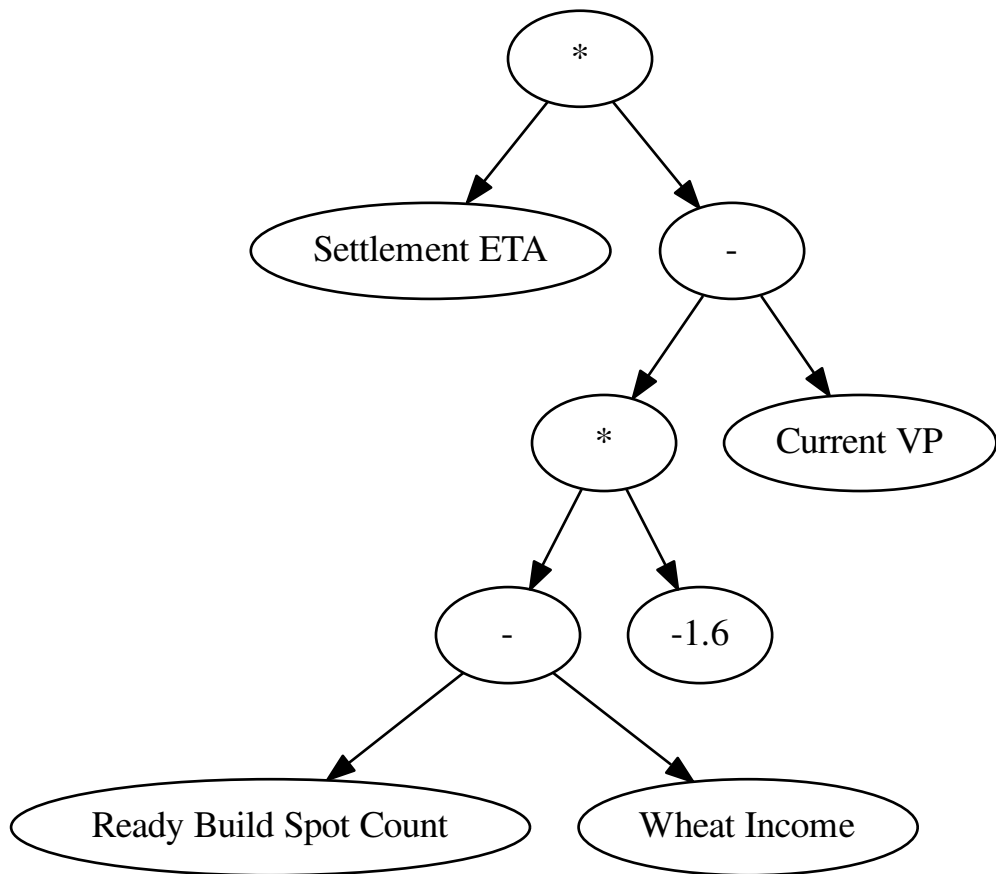 *
Settlement ETA
-
*
Current VP
-
-1.6
Ready Build Spot Count
Wheat Income